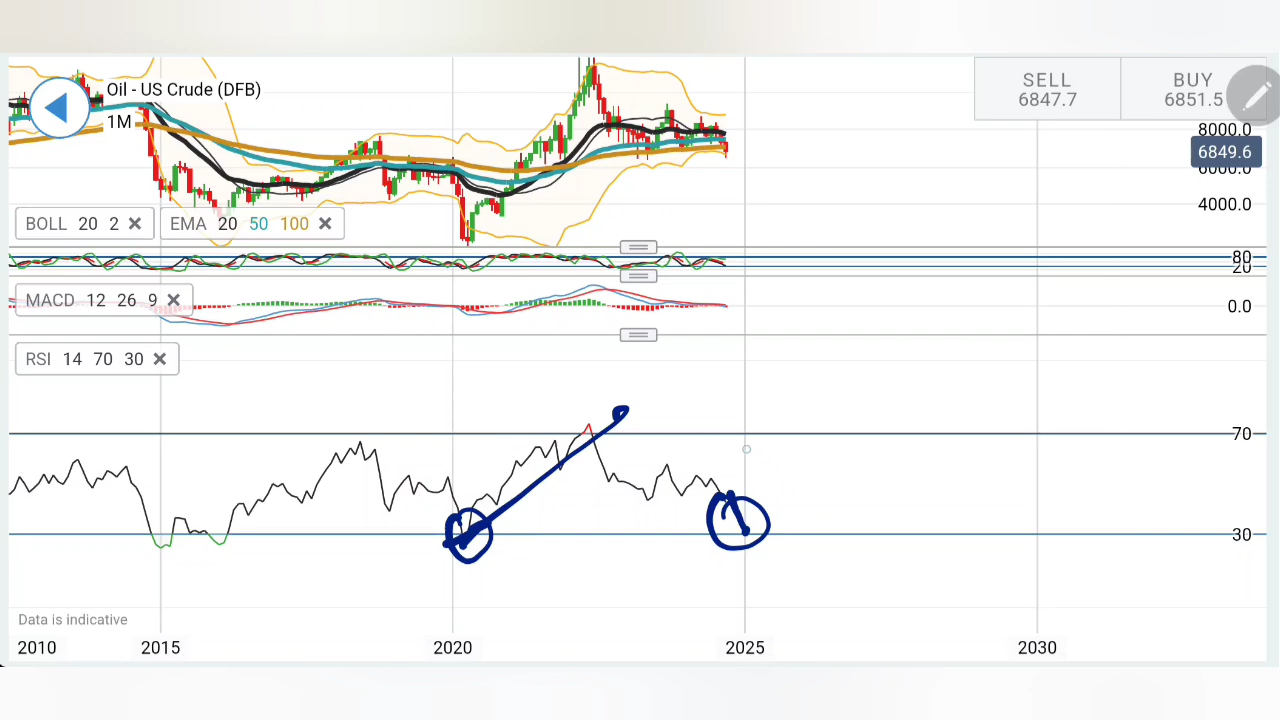 Oil - US Crude (DFB)
1M
SELL
6847.7
BUY
6851.5
8000.0
6849.6
6000.0
4000.0
BOLL 20 2 ×
EMA 20 50 100 ×
80
20
MACD 12 26 9 ×
0.0
RSI 14 70 30 ×
70
30
Data is indicative
2010 2015 2020 2025 2030